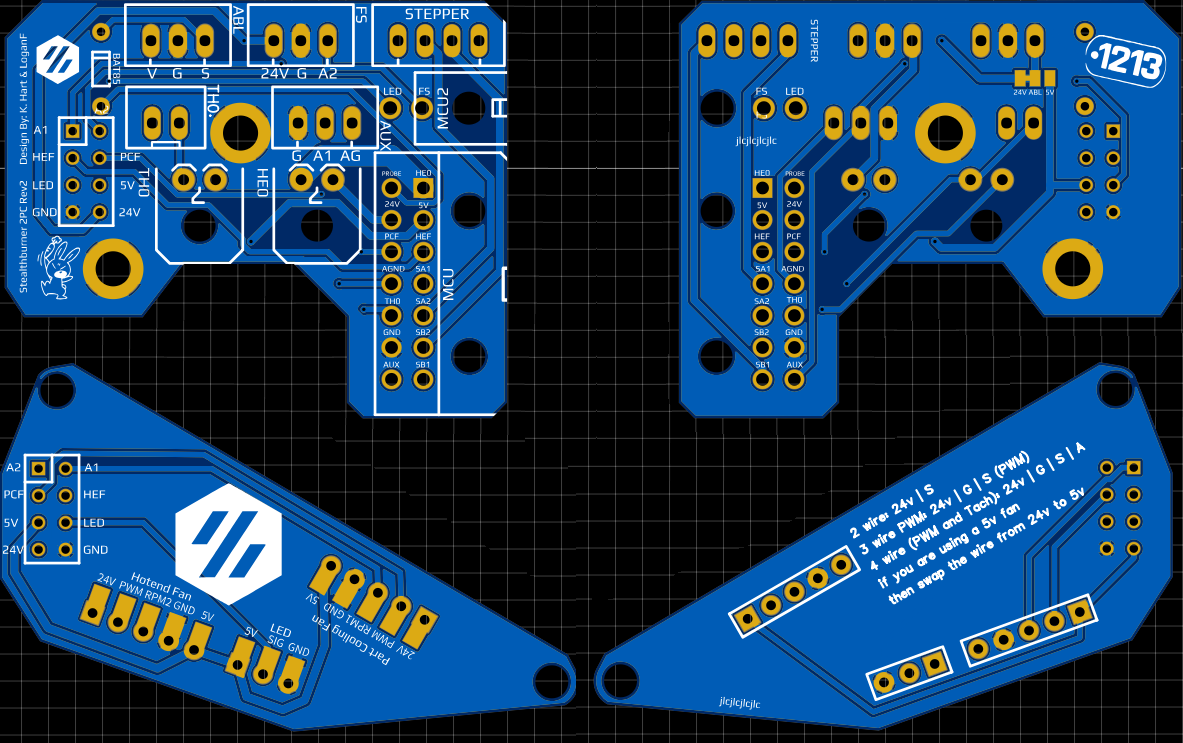 ABL
FS
STEPPER
V G S
24V G A2
BAT85
Design By: K. Hart & LoganF
Stealthburner 2PC Rev2
TH0
LED
FS
MCU2
AUX
A1
HEF
PCF
LED
5V
GND
24V
G A1 AG
TH0
HE0
2
2
PROBE
HE0
24V
5V
PCF
HEF
AGND
SA1
TH0
SA2
GND
SB2
AUX
SB1
MCU
STEPPER
1213
24V ABL 5V
FS
LED
jlcjlcjlcjlc
HE0
PROBE
5V
24V
HEF
PCF
SA1
AGND
SA2
TH0
SB2
GND
SB1
AUX
A2
A1
PCF
HEF
5V
LED
24V
GND
Hotend Fan
24V PWM RPM2 GND 5V
LED
5V SIG GND
Part Cooling Fan
24V PWM RPM1 GND 5V
2 wire: 24v | S
3 wire PWM: 24v | G | S (PWM)
4 wire (PWM and Tach): 24v | G | S | A
if you are using a 5v fan
then swap the wire from 24v to 5v
jlcjlcjlcjlc